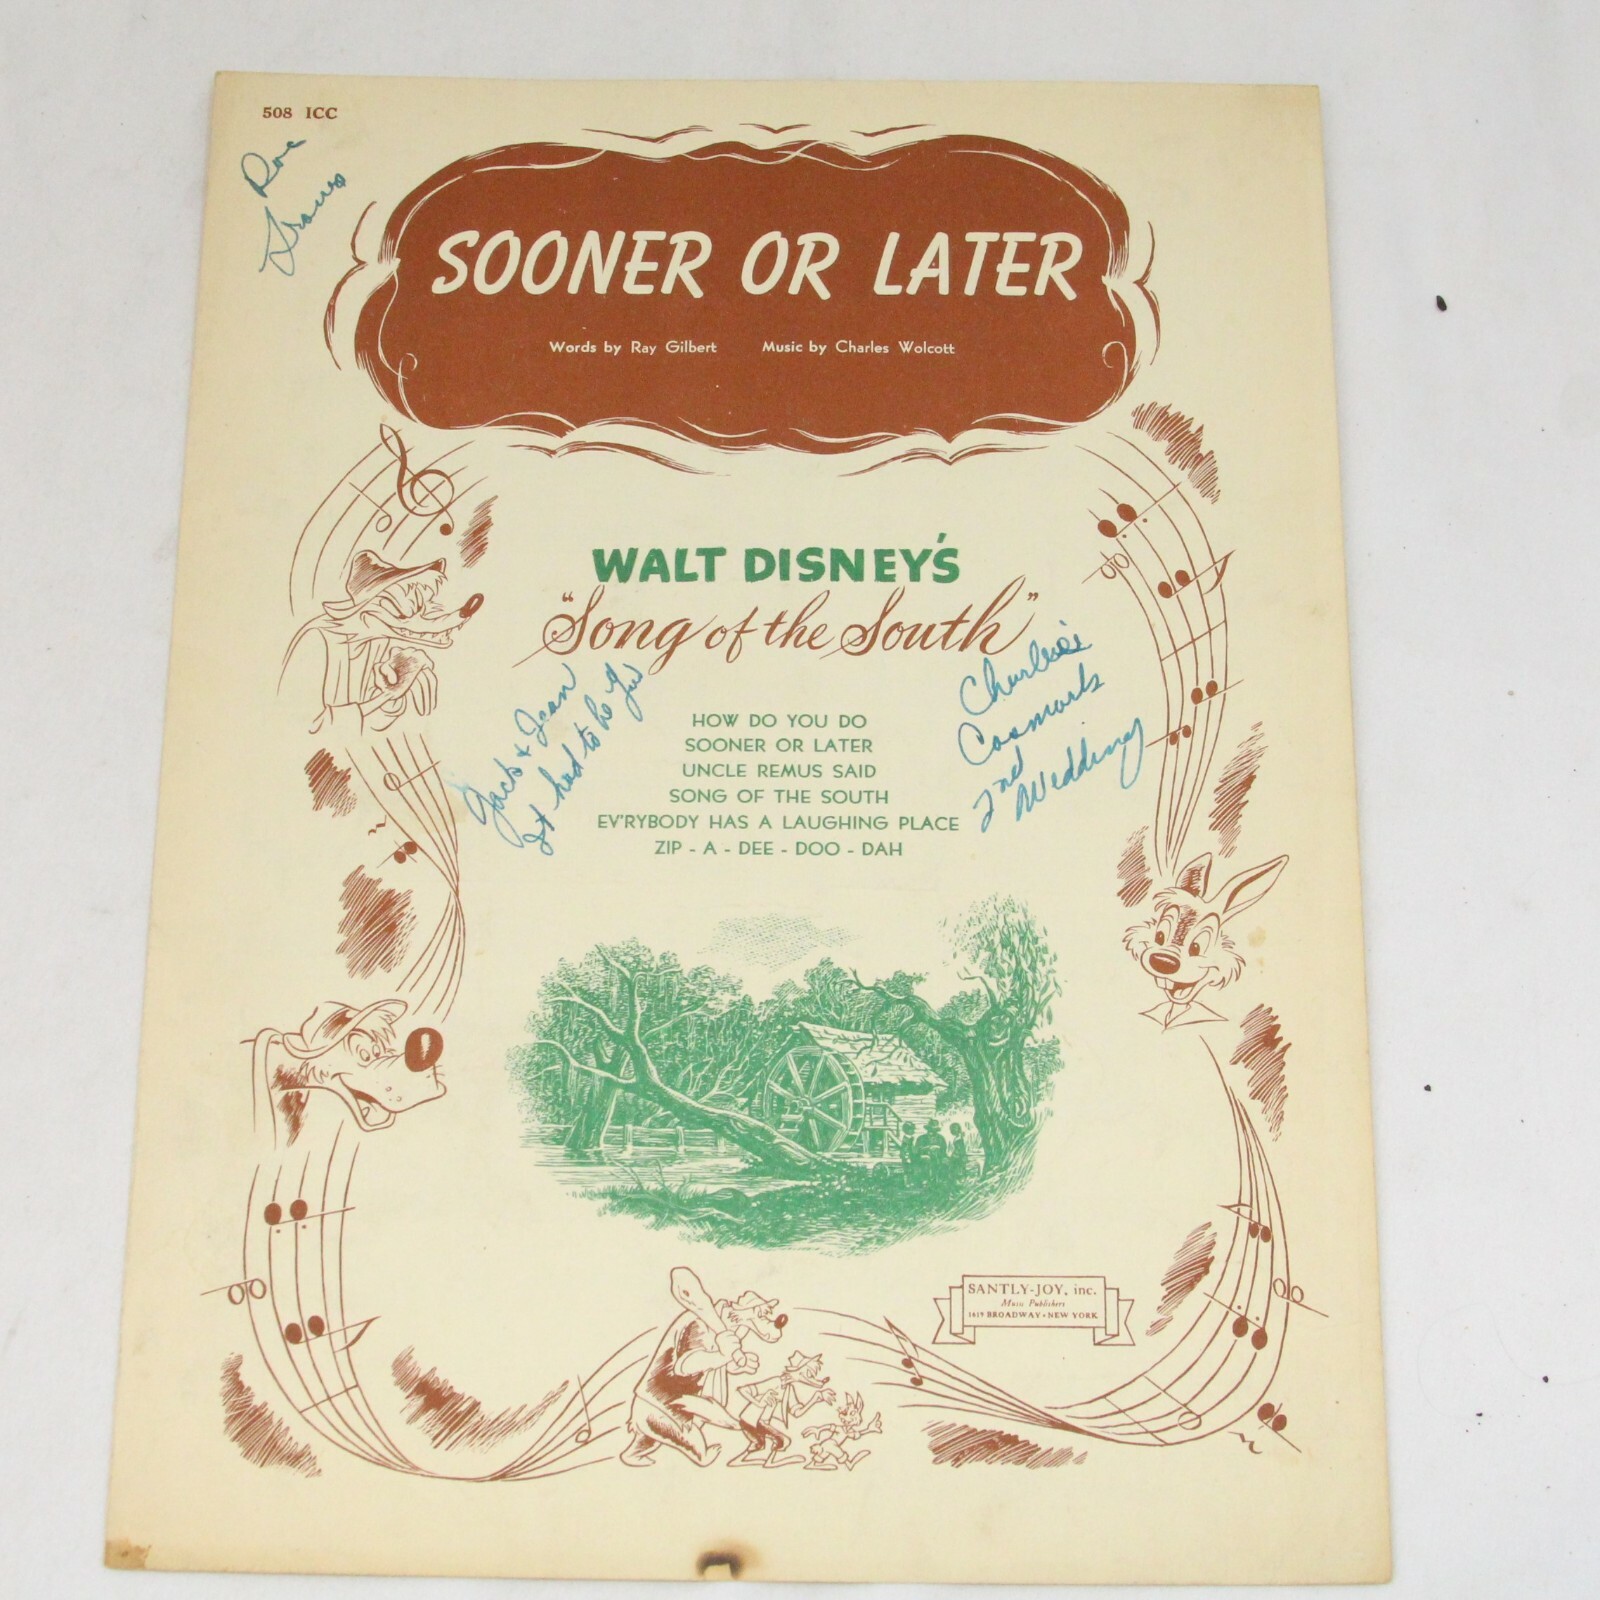 508 ICC
SOONER OR LATER
Words by Ray Gilbert Music by Charles Wolcott
WALT DISNEY'S
"Song of the South"
Jack + Jean
It had to be
Charlie's
2nd
Wedding
HOW DO YOU DO
SOONER OR LATER
UNCLE REMUS SAID
SONG OF THE SOUTH
EV'RYBODY HAS A LAUGHING PLACE
ZIP - A - DEE - DOO - DAH
SANTLY-JOY, inc.
Music Publishers
1619 BROADWAY • NEW YORK